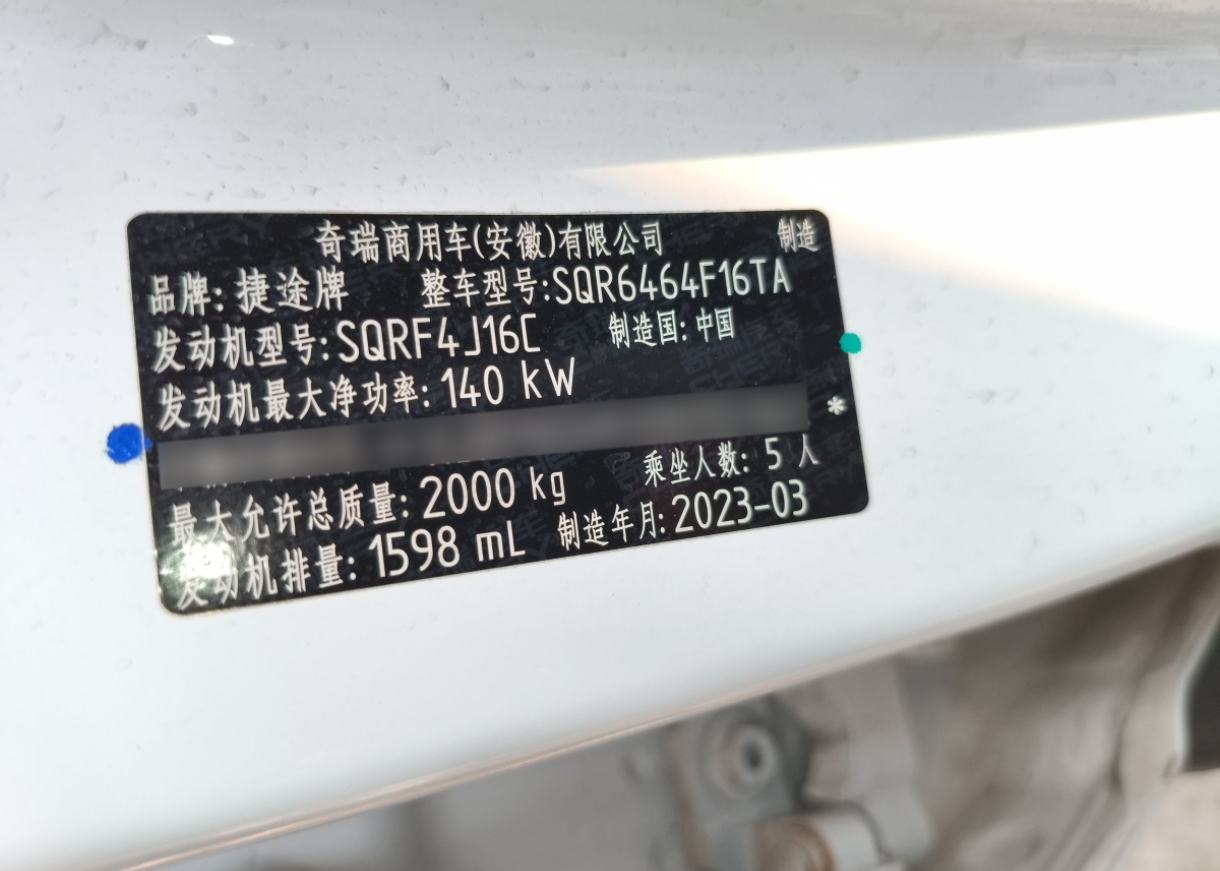 奇瑞商用车(安徽)有限公司 制造
品牌: 捷途牌 整车型号:SQR6464F16TA
发动机型号:SQRF4J16C 制造国:中国
发动机最大净功率: 140 kW
*
最大允许总质量: 2000 kg 乘坐人数: 5 人
发动机排量: 1598 mL 制造年月:2023-03